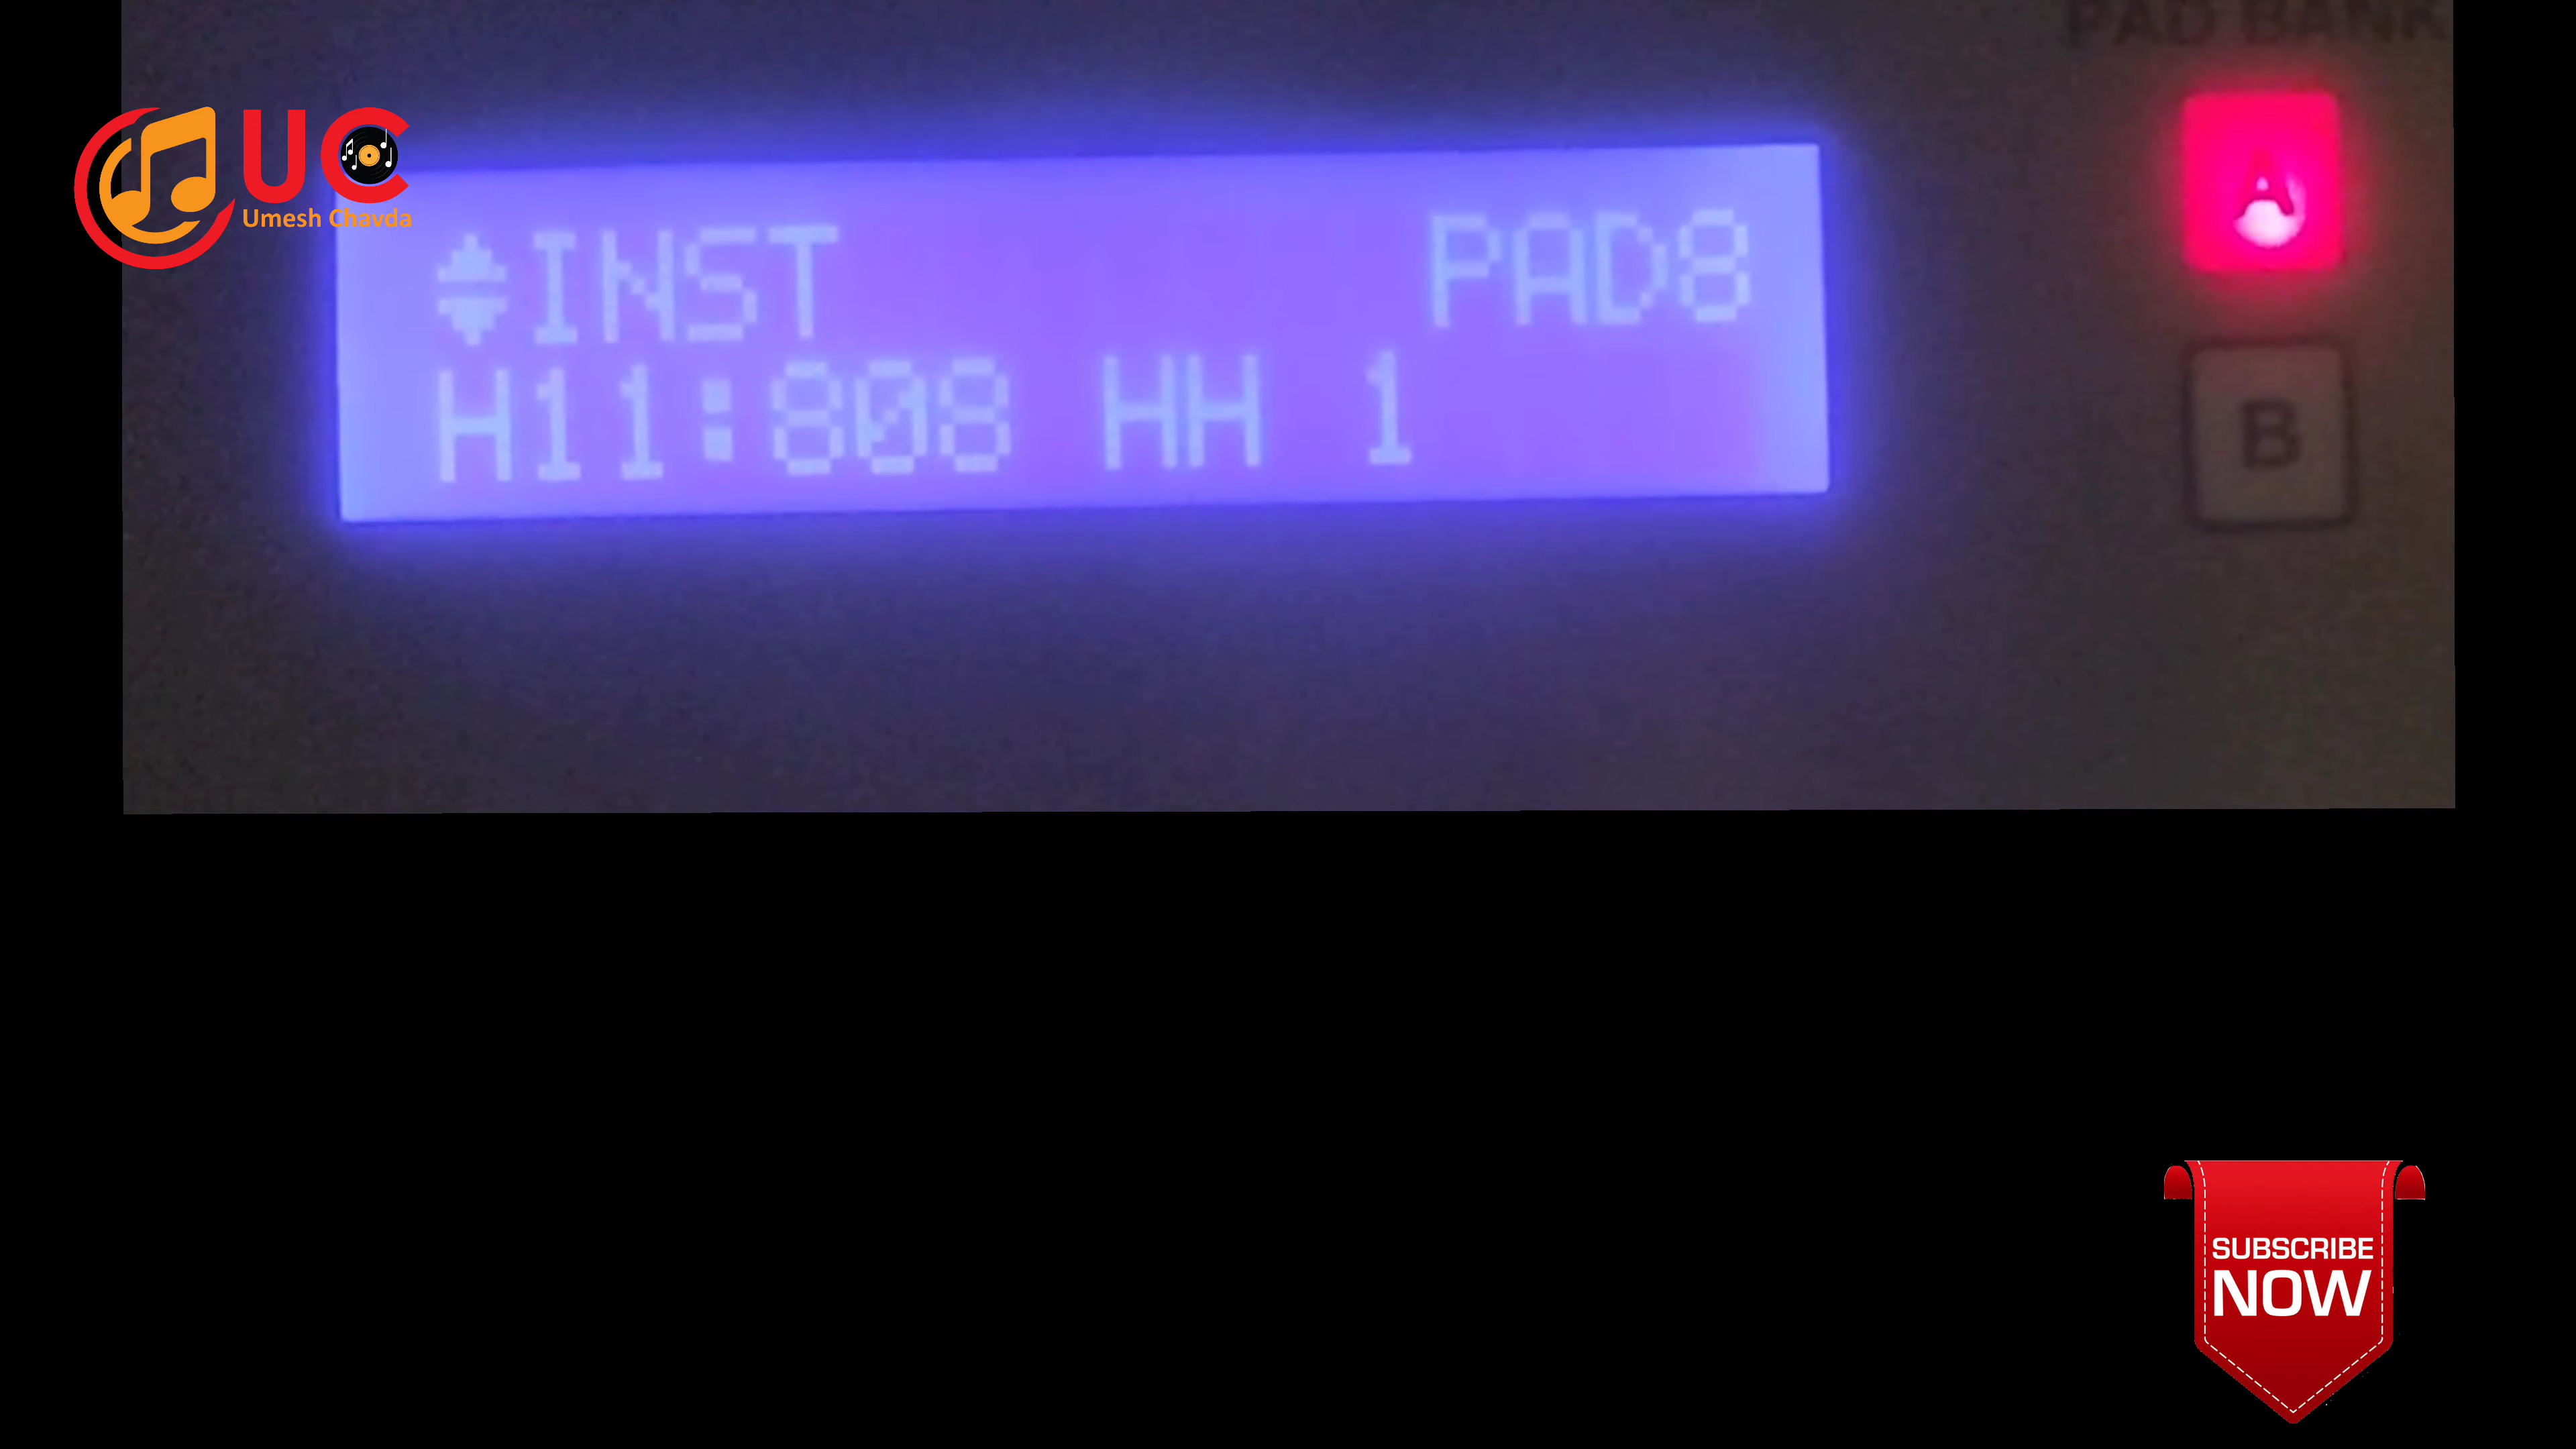 PAD BANK
UC
Umesh Chavda
INST PAD8
H11:808 HH 1
A
B
SUBSCRIBE
NOW